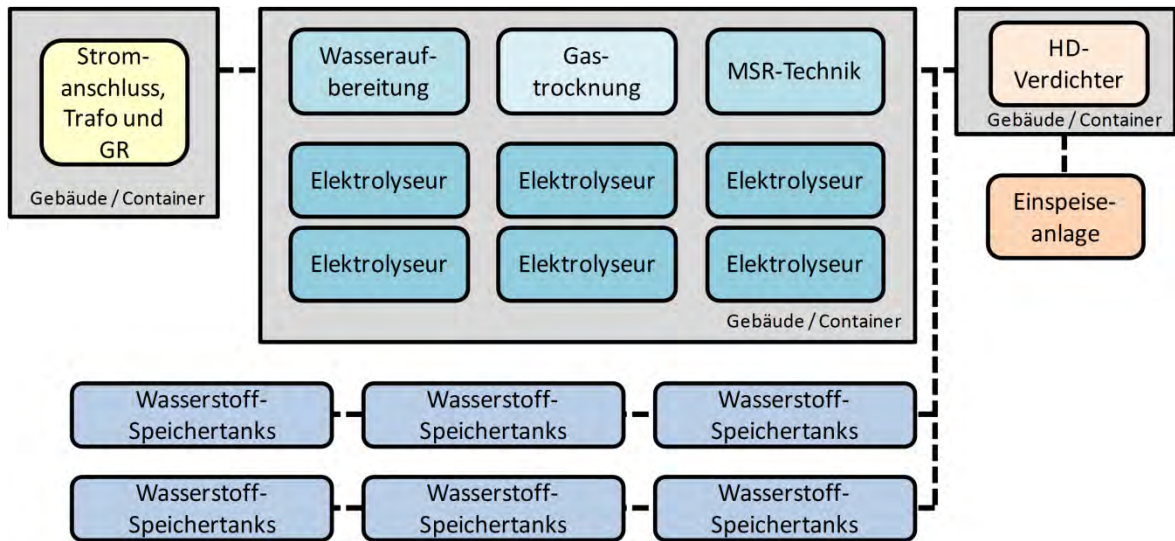 Strom-
anschluss,
Trafo und
GR
Gebäude / Container
Wasserauf-
bereitung
Gas-
trocknung
MSR-Technik
Elektrolyseur
Elektrolyseur
Elektrolyseur
Elektrolyseur
Elektrolyseur
Elektrolyseur
Gebäude / Container
HD-
Verdichter
Gebäude / Container
Einspeise-
anlage
Wasserstoff-
Speichertanks
Wasserstoff-
Speichertanks
Wasserstoff-
Speichertanks
Wasserstoff-
Speichertanks
Wasserstoff-
Speichertanks
Wasserstoff-
Speichertanks